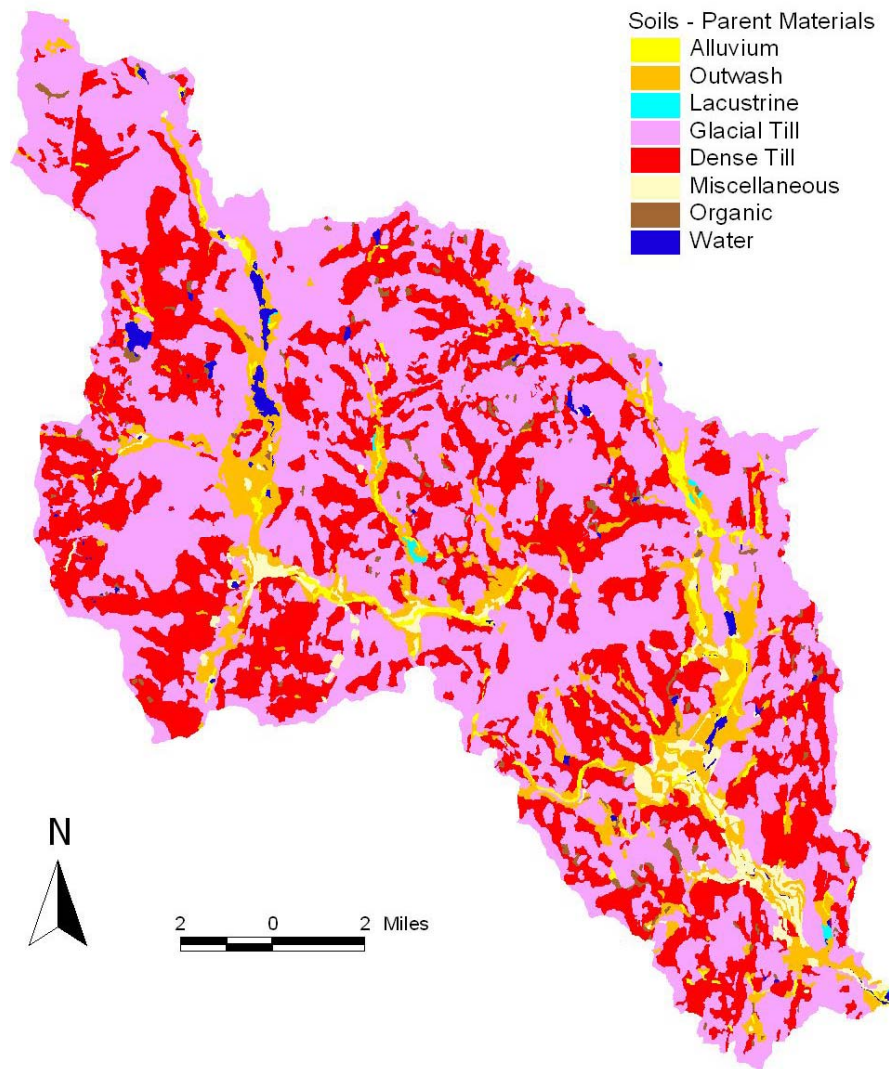 Soils - Parent Materials
Alluvium
Outwash
Lacustrine
Glacial Till
Dense Till
Miscellaneous
Organic
Water
N
2 0 2 Miles